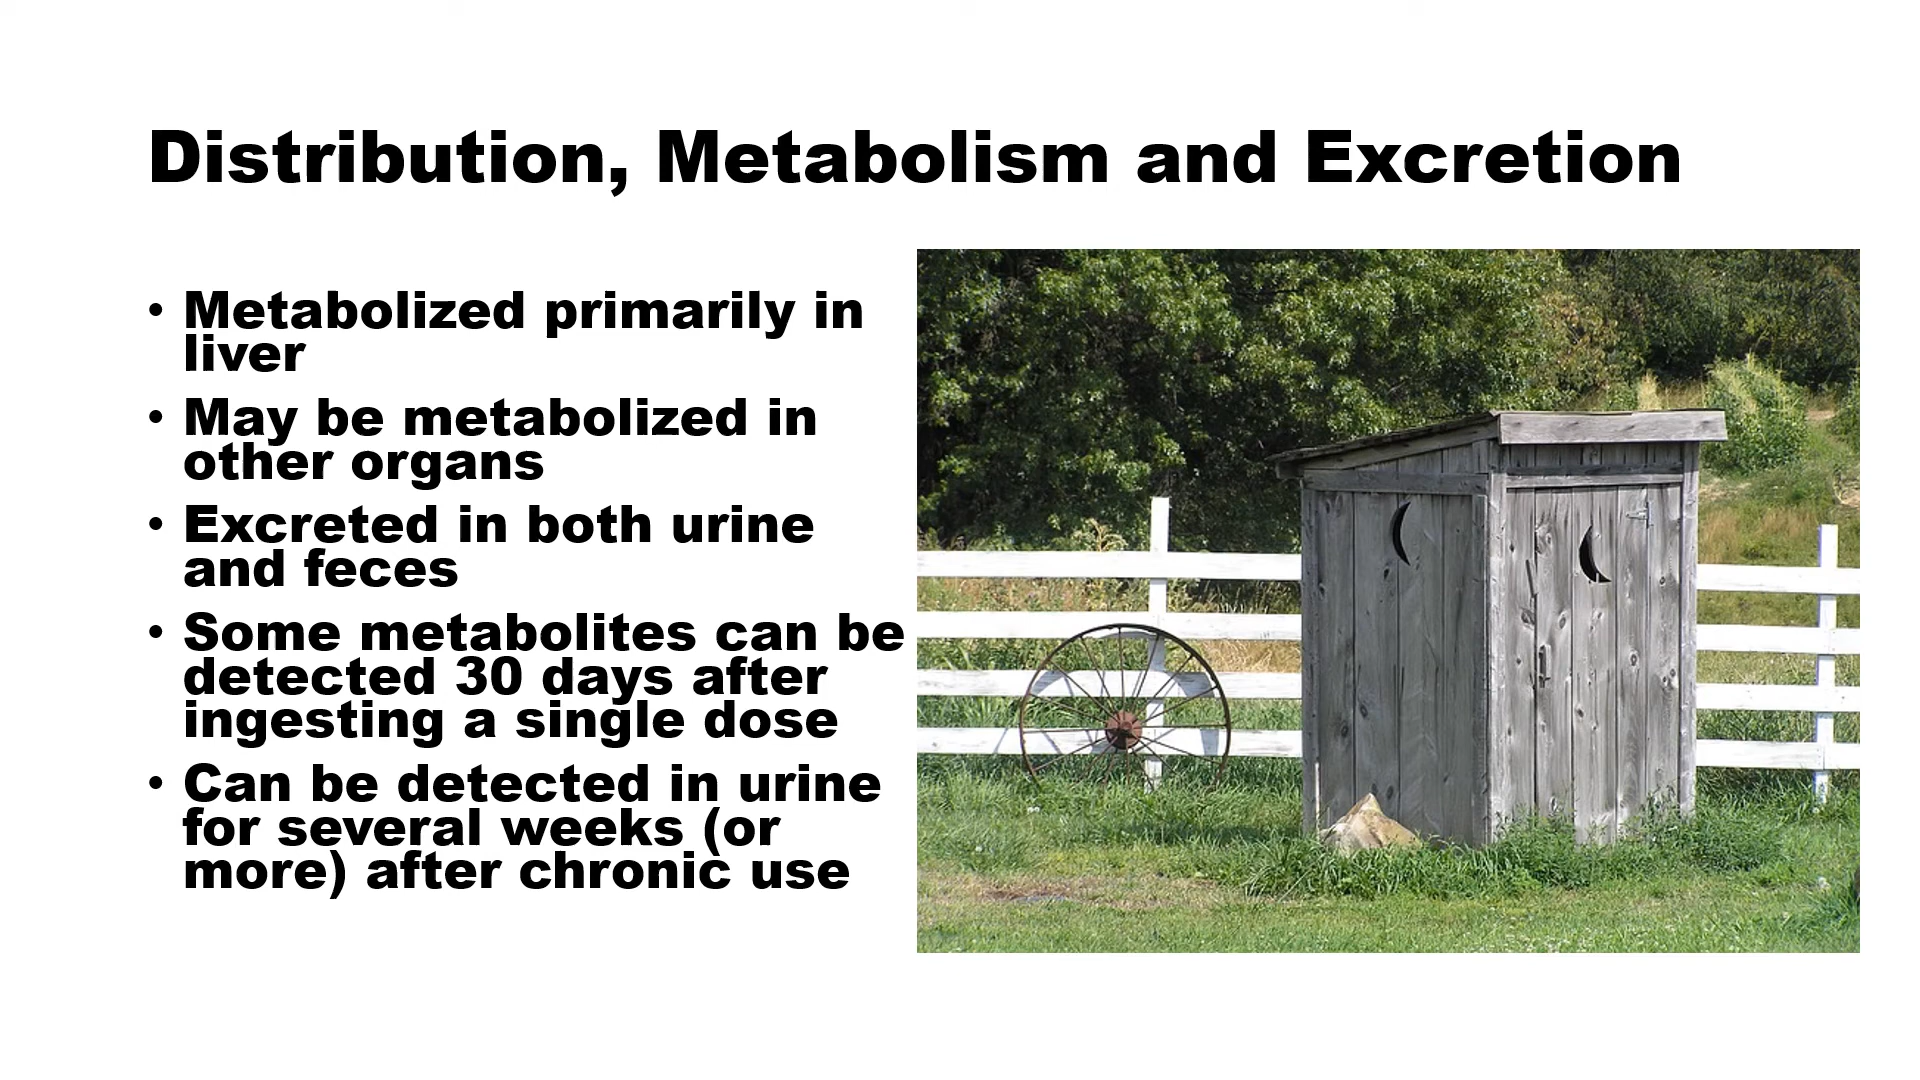 Distribution, Metabolism and Excretion
• Metabolized primarily in
liver
• May be metabolized in
other organs
• Excreted in both urine
and feces
• Some metabolites can be
detected 30 days after
ingesting a single dose
• Can be detected in urine
for several weeks (or
more) after chronic use